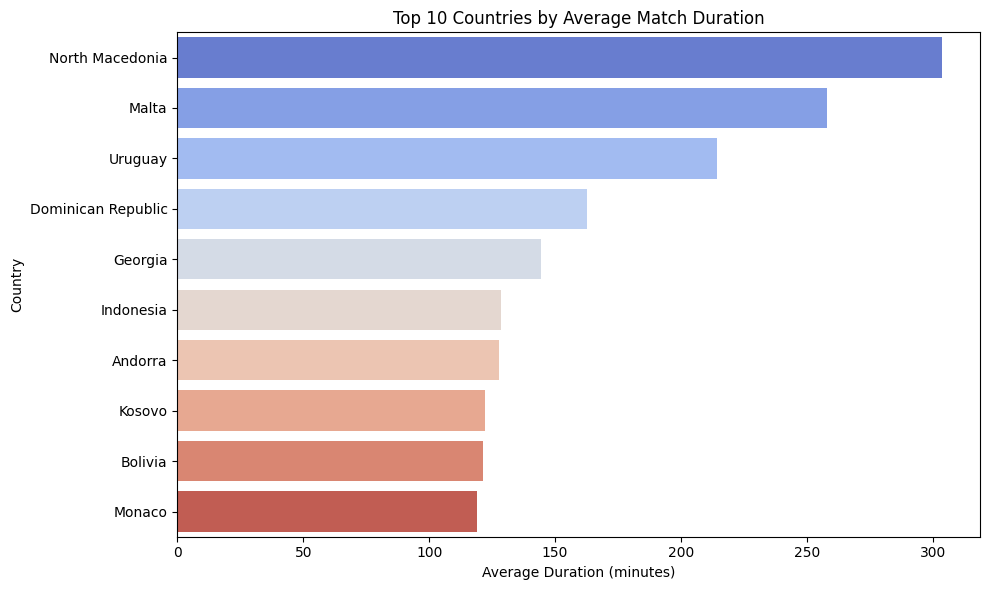 Top 10 Countries by Average Match Duration
Country
North Macedonia
Malta
Uruguay
Dominican Republic
Georgia
Indonesia
Andorra
Kosovo
Bolivia
Monaco
0 50 100 150 200 250 300
Average Duration (minutes)